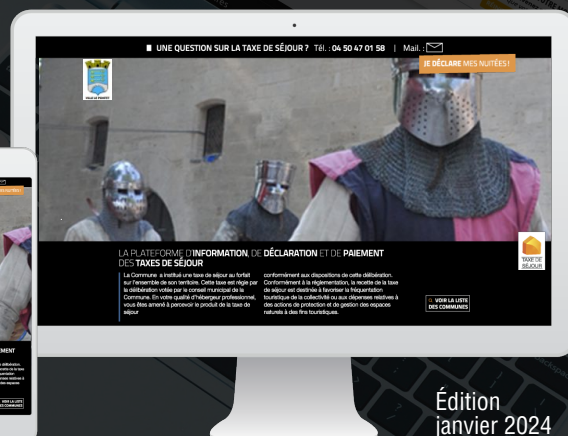 UNE QUESTION SUR LA TAXE DE SÉJOUR ? Tél. : 04 50 47 01 58 | Mail. :
JE DÉCLARE MES NUITÉES !
LA PLATEFORME D'INFORMATION, DE DÉCLARATION ET DE PAIEMENT
DES TAXES DE SÉJOUR
La Commune a institué une taxe de séjour au forfait
sur l'ensemble de son territoire. Cette taxe est régie par
la délibération votée par le conseil municipal de la
Commune. En votre qualité d'hébergeur professionnel,
vous êtes amené à percevoir le produit de la taxe de
séjour
conformément aux dispositions de cette délibération.
Conformément à la réglementation, la recette de la taxe
de séjour est destinée à favoriser la fréquentation
touristique de la collectivité ou aux dépenses relatives à
des actions de protection et de gestion des espaces
naturels à des fins touristiques.
TAXE DE
SÉJOUR
VOIR LA LISTE
DES COMMUNES
EMENT
VOIR LA LISTE
DES COMMUNES
Édition
janvier 2024